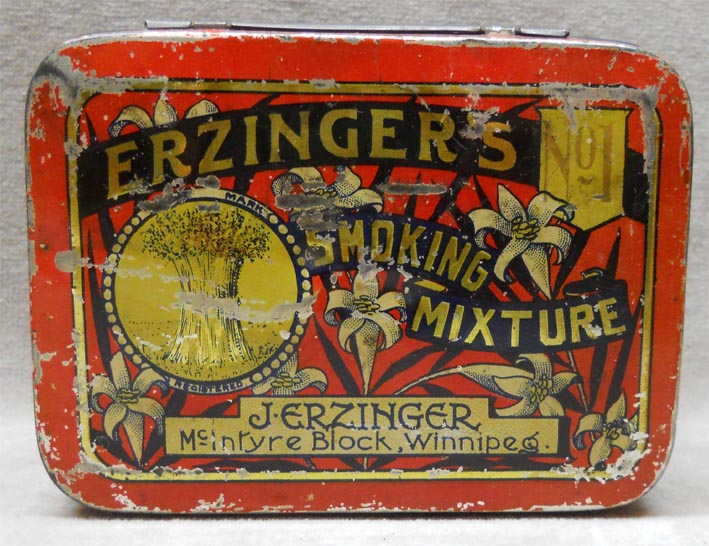 ERZINGER'S
No 1
MARK
REGISTERED
SMOKING
MIXTURE
J. ERZINGER
McIntyre Block, Winnipeg.